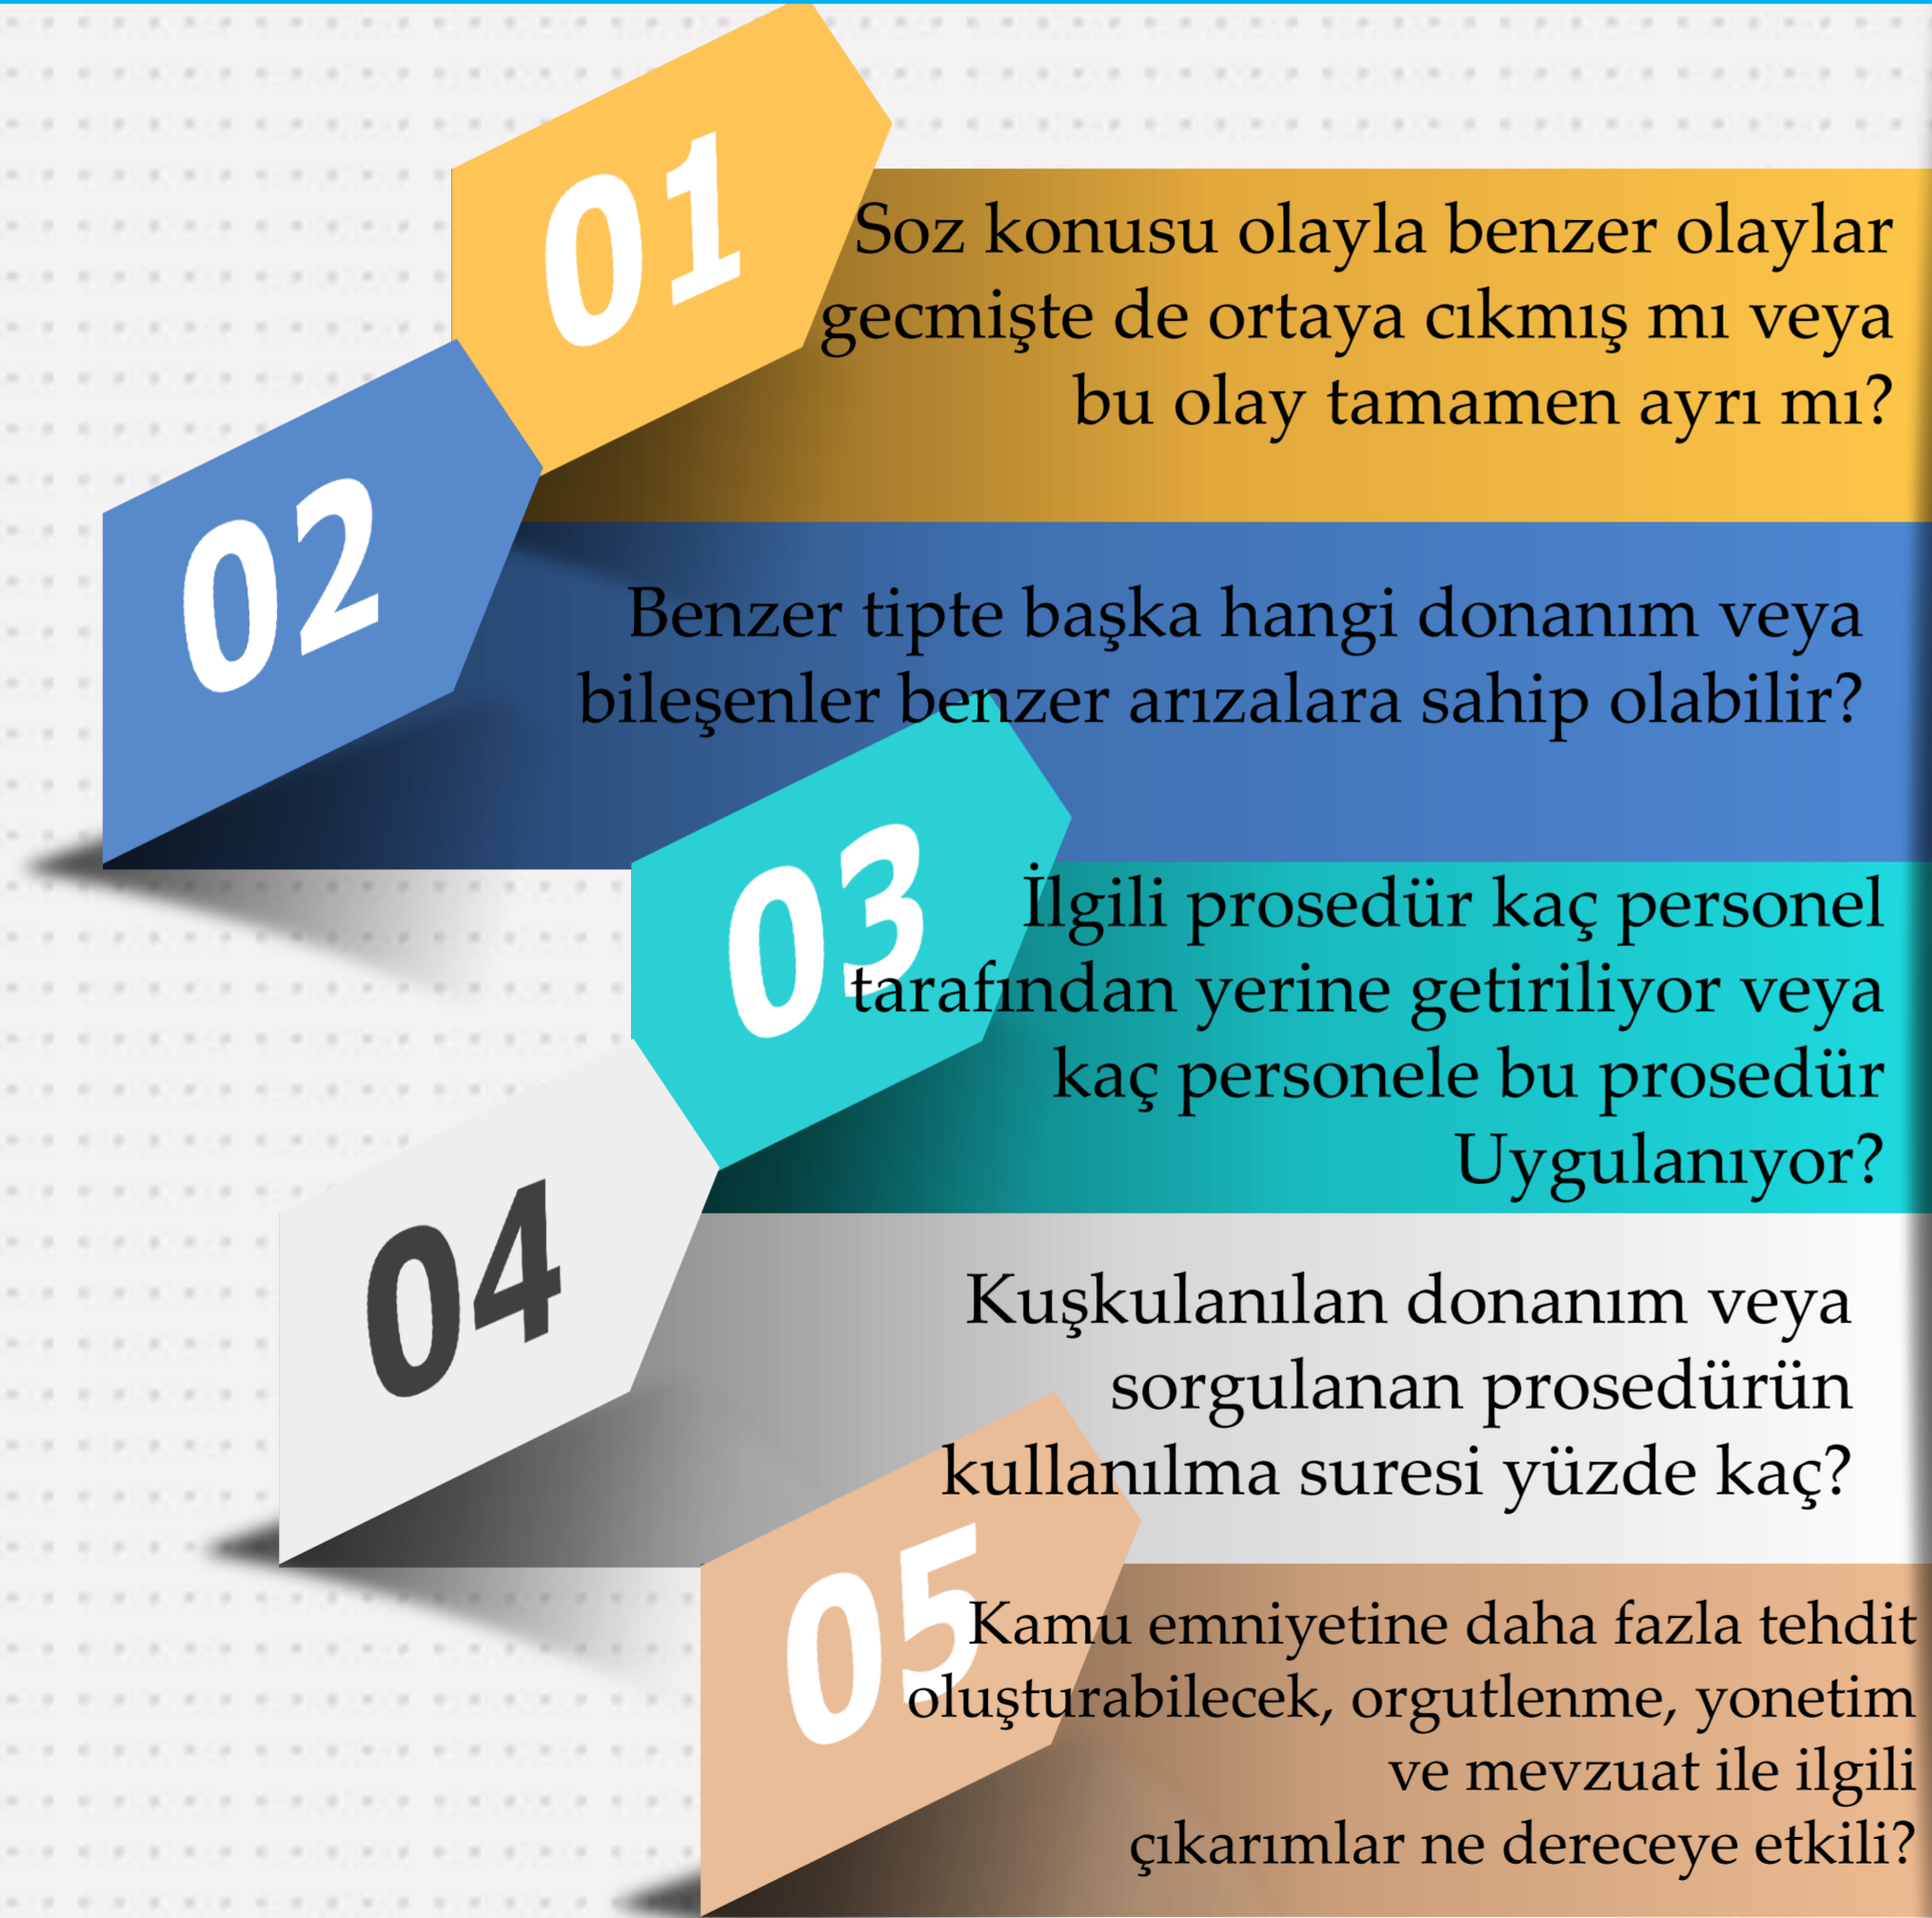 01
Soz konusu olayla benzer olaylar
gecmişte de ortaya cıkmış mı veya
bu olay tamamen ayrı mı?
02
Benzer tipte başka hangi donanım veya
bileşenler benzer arızalara sahip olabilir?
03
İlgili prosedür kaç personel
tarafından yerine getiriliyor veya
kaç personele bu prosedür
Uygulanıyor?
04
Kuşkulanılan donanım veya
sorgulanan prosedürün
kullanılma suresi yüzde kaç?
05
Kamu emniyetine daha fazla tehdit
oluşturabilecek, orgutlenme, yonetim
ve mevzuat ile ilgili
çıkarımlar ne dereceye etkili?